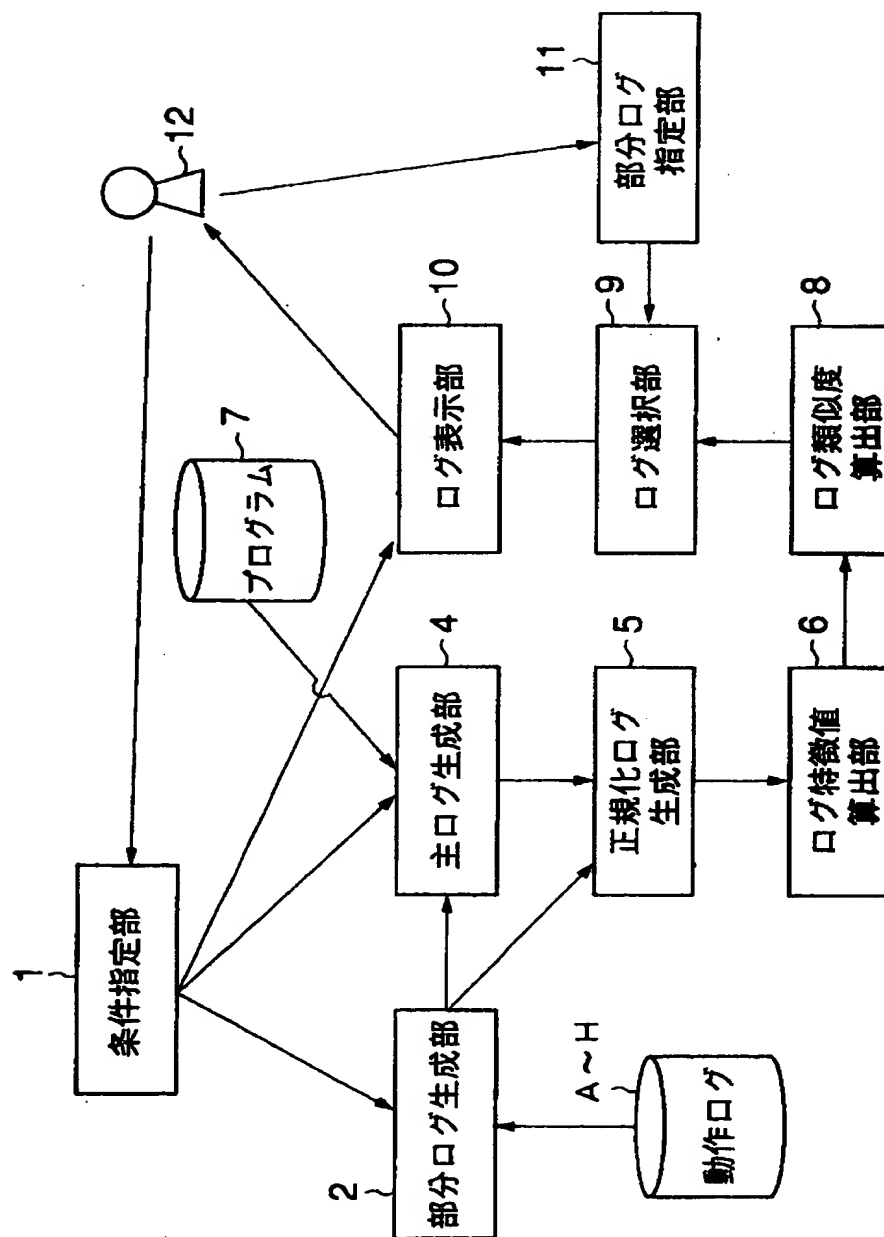 1
条件指定部
12
7
プログラム
2
部分ログ生成部
4
主ログ生成部
10
ログ表示部
11
部分ログ
指定部
A~H
動作ログ
5
正規化ログ
生成部
9
ログ選択部
6
ログ特徴値
算出部
8
ログ類似度
算出部